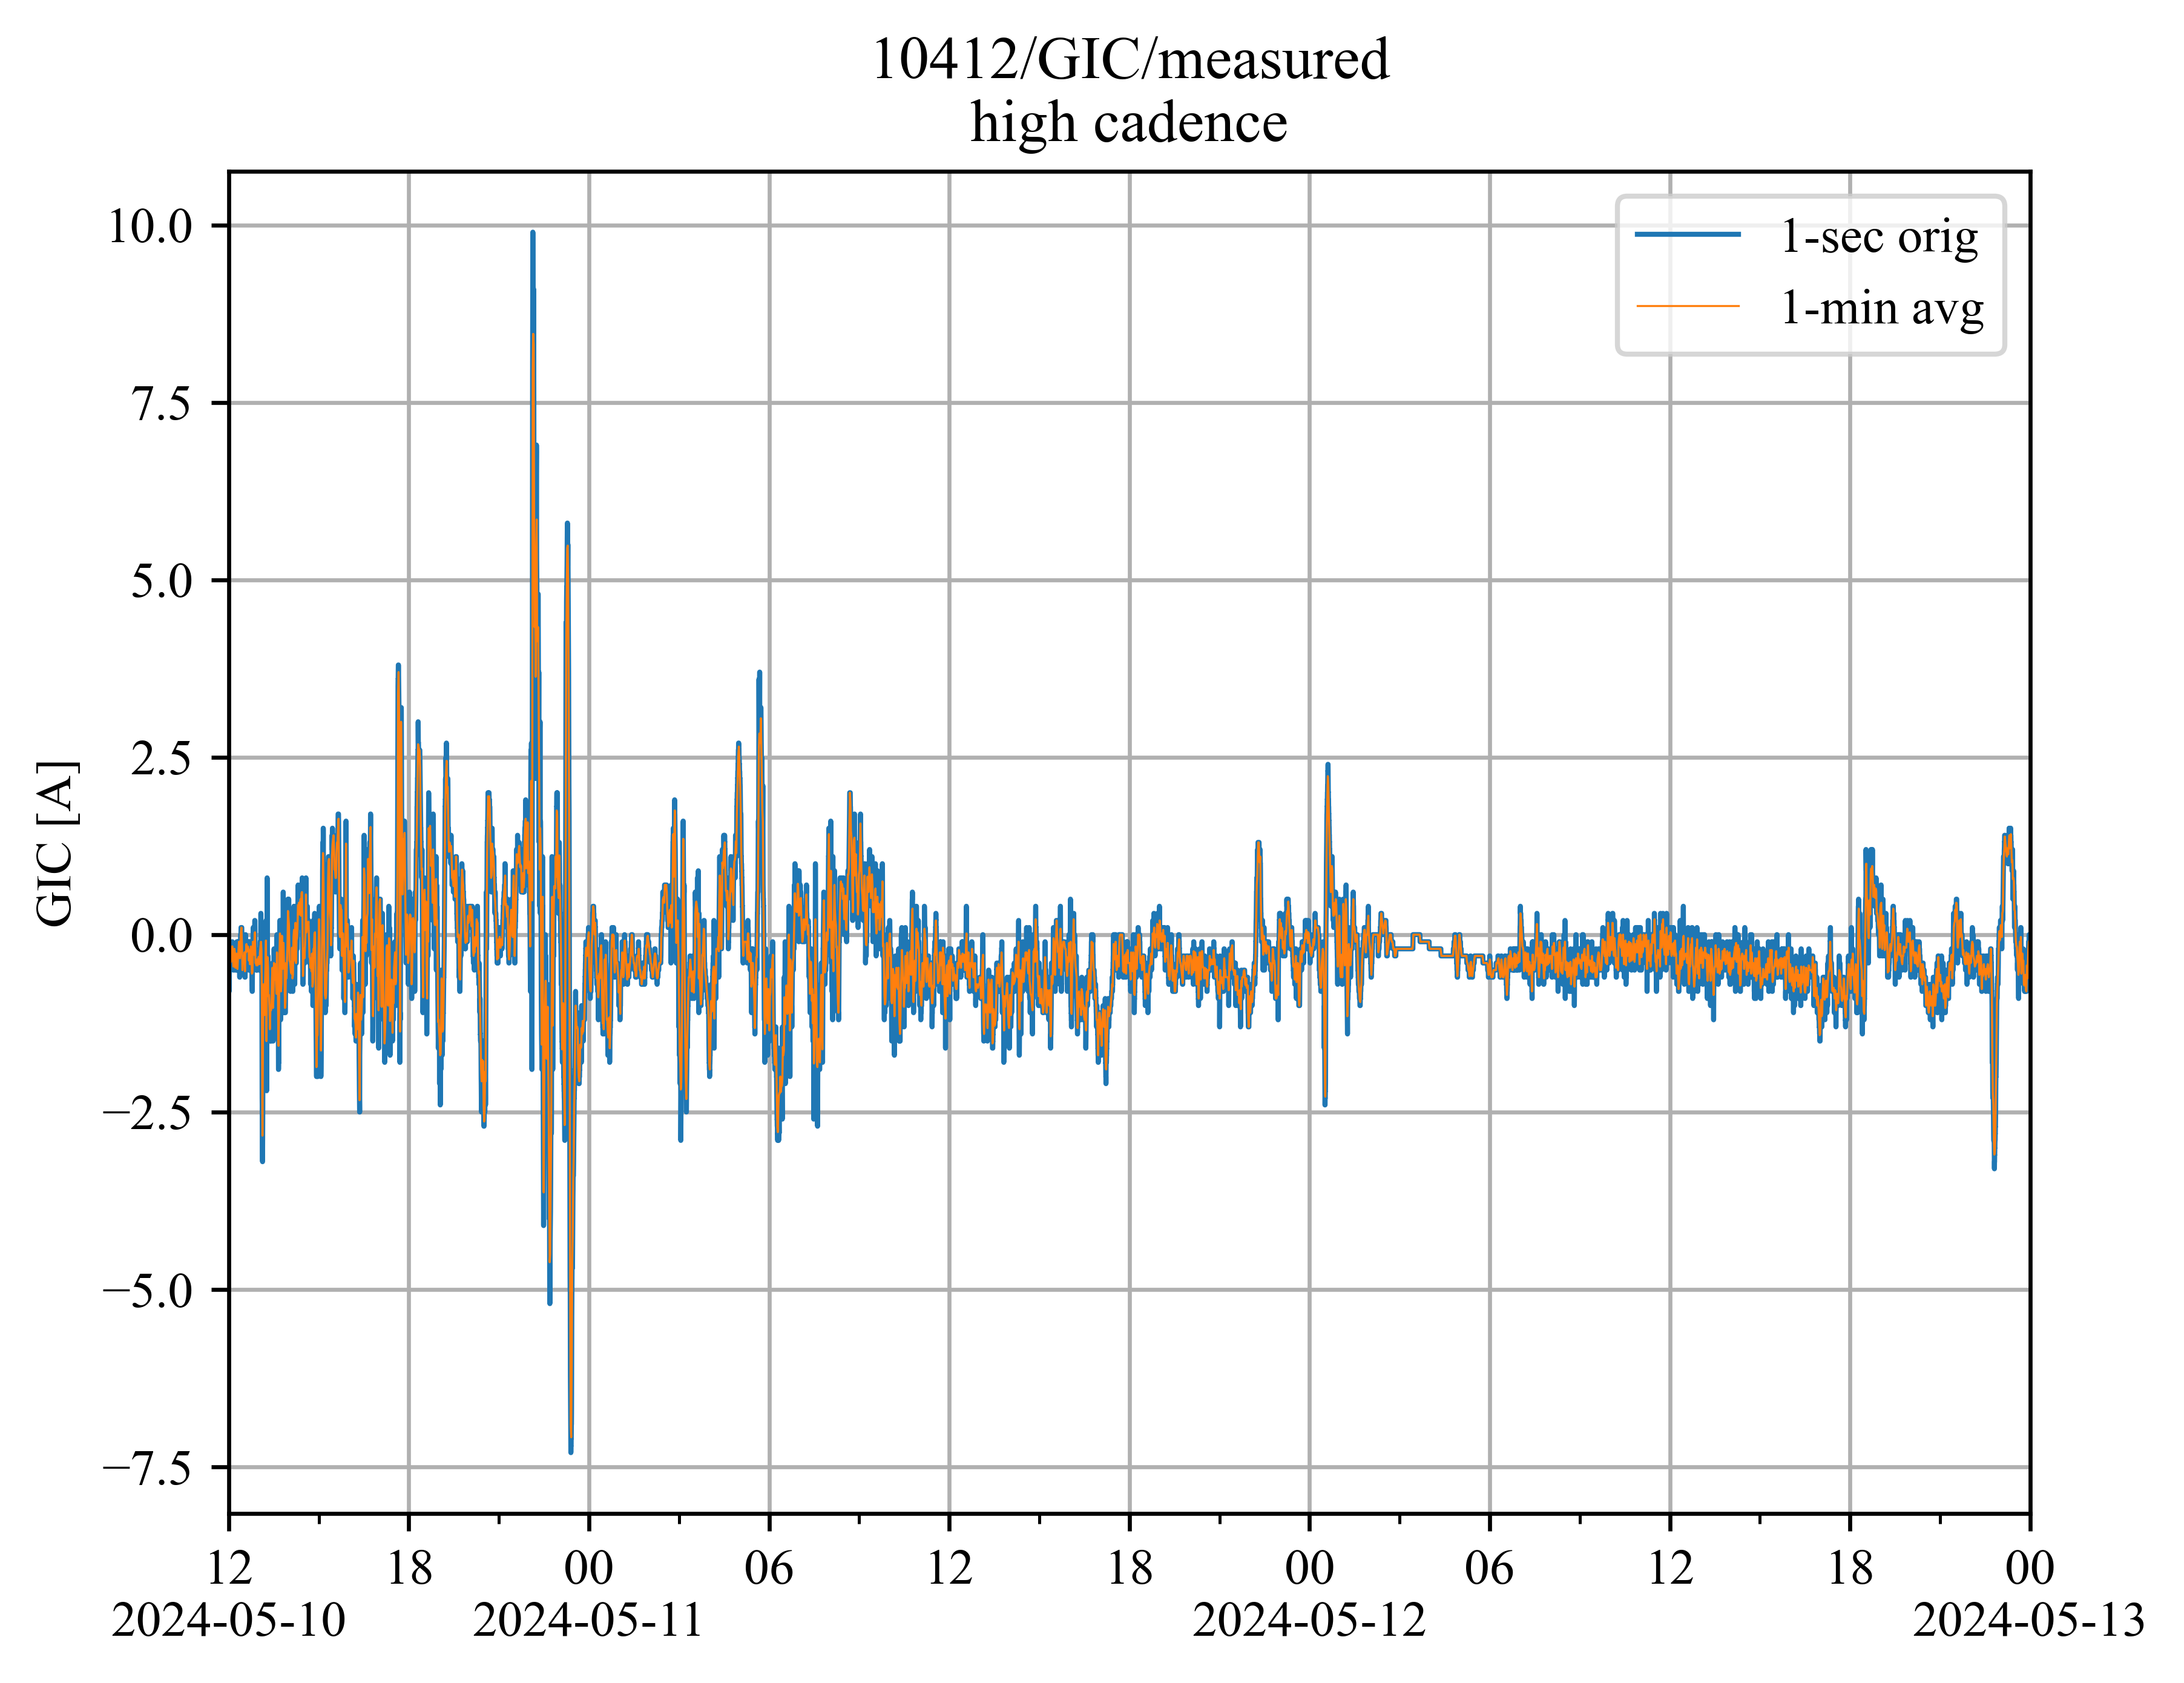 10412/GIC/measured
high cadence
1-sec orig
1-min avg
GIC [A]
10.0
7.5
5.0
2.5
0.0
−2.5
−5.0
−7.5
12 18 00 06 12 18 00 06 12 18 00
2024-05-10 2024-05-11 2024-05-12 2024-05-13